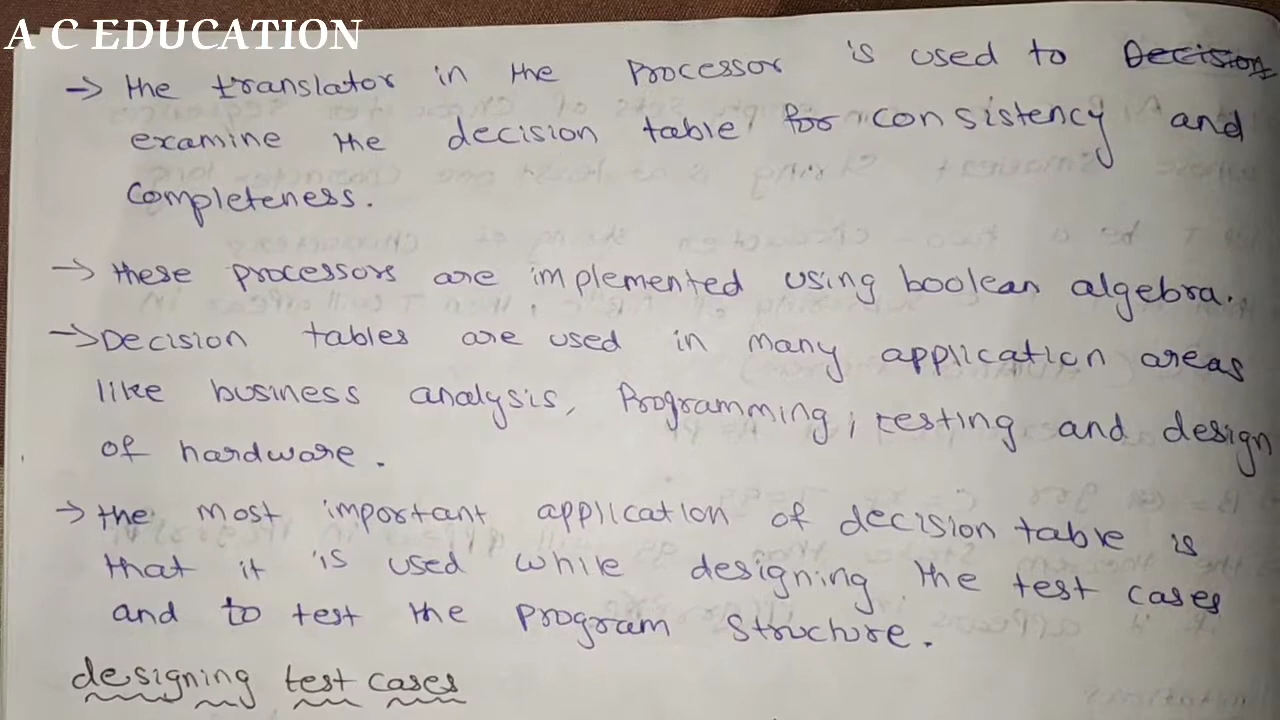 A C EDUCATION
→ the translator in the Processor is used to Decision
examine the decision table for consistency and
completeness.
→ these processors are implemented using boolean algebra.
→ Decision tables are used in many application areas
like business analysis, Programming, testing and design
of hardware.
→ the most important application of decision table is
that it is used while designing the test cases
and to test the program structure.
designing test cases